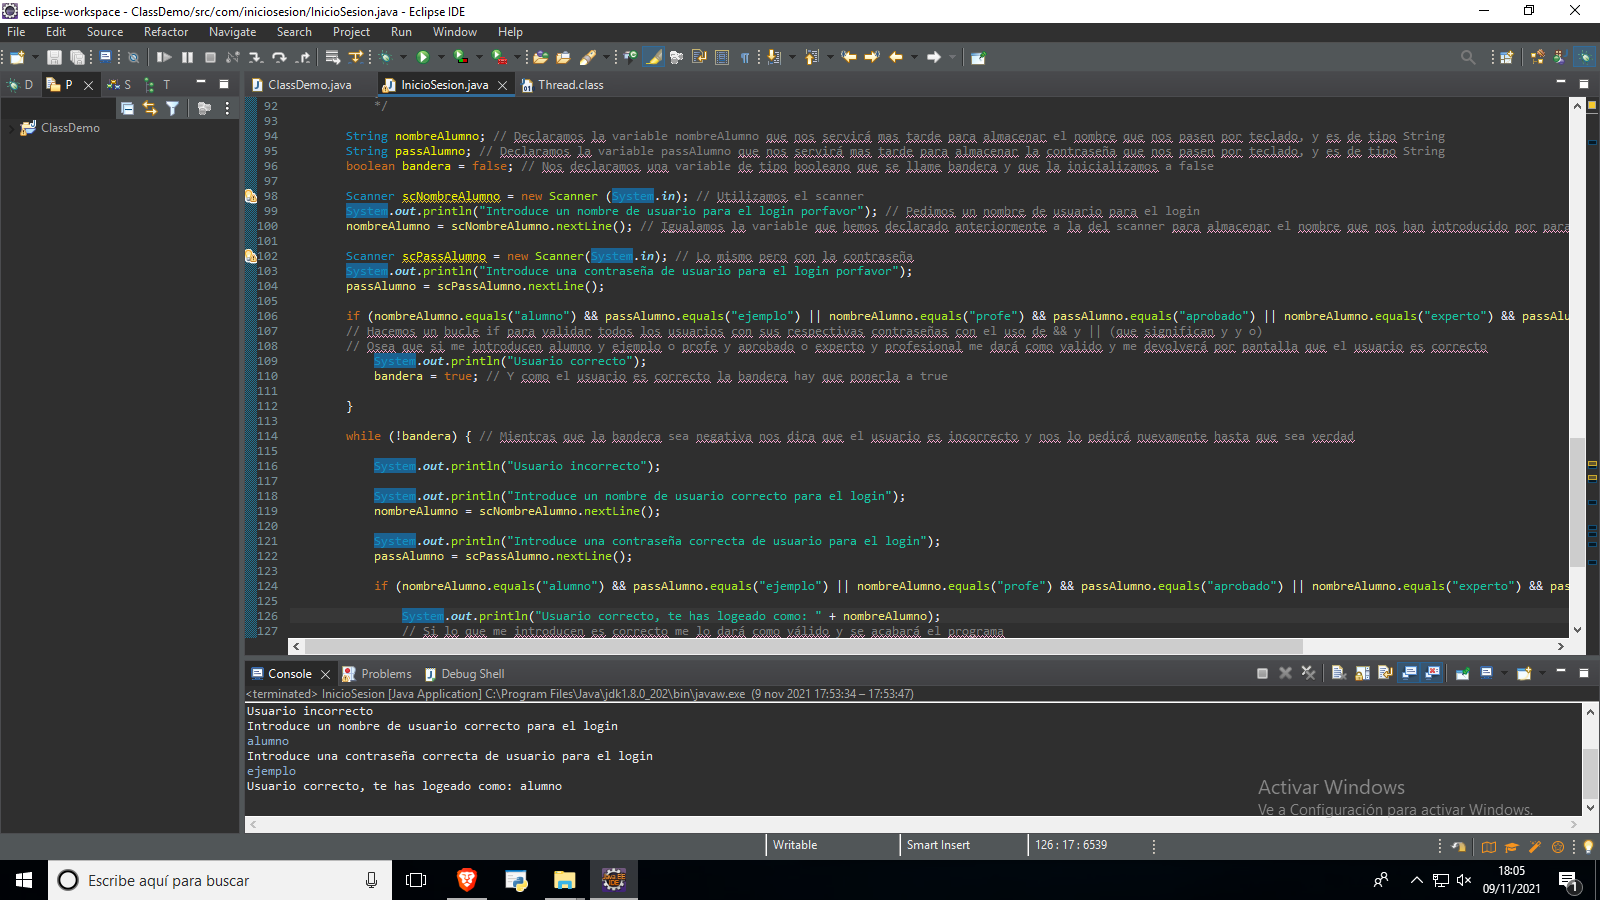 eclipse-workspace - ClassDemo/src/com/iniciosesion/InicioSesion.java - Eclipse IDE
File Edit Source Refactor Navigate Search Project Run Window Help
D P S T ClassDemo.java InicioSesion.java Thread.class
ClassDemo
92 */
93
94 String nombreAlumno; // Declaramos la variable nombreAlumno que nos servirá mas tarde para almacenar el nombre que nos pasen por teclado, y es de tipo String
95 String passAlumno; // Declaramos la variable passAlumno que nos servirá mas tarde para almacenar la contraseña que nos pasen por teclado, y es de tipo String
96 boolean bandera = false; // Nos declaramos una variable de tipo booleano que se llame bandera y que la inicializamos a false
97
98 Scanner scNombreAlumno = new Scanner (System.in); // Utilizamos el scanner
99 System.out.println("Introduce un nombre de usuario para el login porfavor"); // Pedimos un nombre de usuario para el login
100 nombreAlumno = scNombreAlumno.nextLine(); // Igualamos la variable que hemos declarado anteriormente a la del scanner para almacenar el nombre que nos han introducido por para
101
102 Scanner scPassAlumno = new Scanner(System.in); // Lo mismo pero con la contraseña
103 System.out.println("Introduce una contraseña de usuario para el login porfavor");
104 passAlumno = scPassAlumno.nextLine();
105
106 if (nombreAlumno.equals("alumno") && passAlumno.equals("ejemplo") || nombreAlumno.equals("profe") && passAlumno.equals("aprobado") || nombreAlumno.equals("experto") && passAlu
107 // Hacemos un bucle if para validar todos los usuarios con sus respectivas contraseñas con el uso de && y || (que significan y y o)
108 // Osea que si me introducen alumno y ejemplo o profe y aprobado o experto y profesional me dará como valido y me devolverá por pantalla que el usuario es correcto
109 System.out.println("Usuario correcto");
110 bandera = true; // Y como el usuario es correcto la bandera hay que ponerla a true
111
112 }
113
114 while (!bandera) { // Mientras que la bandera sea negativa nos dira que el usuario es incorrecto y nos lo pedirá nuevamente hasta que sea verdad
115
116 System.out.println("Usuario incorrecto");
117
118 System.out.println("Introduce un nombre de usuario correcto para el login");
119 nombreAlumno = scNombreAlumno.nextLine();
120
121 System.out.println("Introduce una contraseña correcta de usuario para el login");
122 passAlumno = scPassAlumno.nextLine();
123
124 if (nombreAlumno.equals("alumno") && passAlumno.equals("ejemplo") || nombreAlumno.equals("profe") && passAlumno.equals("aprobado") || nombreAlumno.equals("experto") && pas
125
126 System.out.println("Usuario correcto, te has logeado como: " + nombreAlumno);
127 // Si lo que me introducen es correcto me lo dará como válido y se acabará el programa
Console Problems Debug Shell
<terminated> InicioSesion [Java Application] C:\Program Files\Java\jdk1.8.0_202\bin\javaw.exe (9 nov 2021 17:53:34 – 17:53:47)
Usuario incorrecto
Introduce un nombre de usuario correcto para el login
alumno
Introduce una contraseña correcta de usuario para el login
ejemplo
Usuario correcto, te has logeado como: alumno
Activar Windows
Ve a Configuración para activar Windows.
Writable Smart Insert 126 : 17 : 6539
Escribe aquí para buscar
18:05
09/11/2021
1